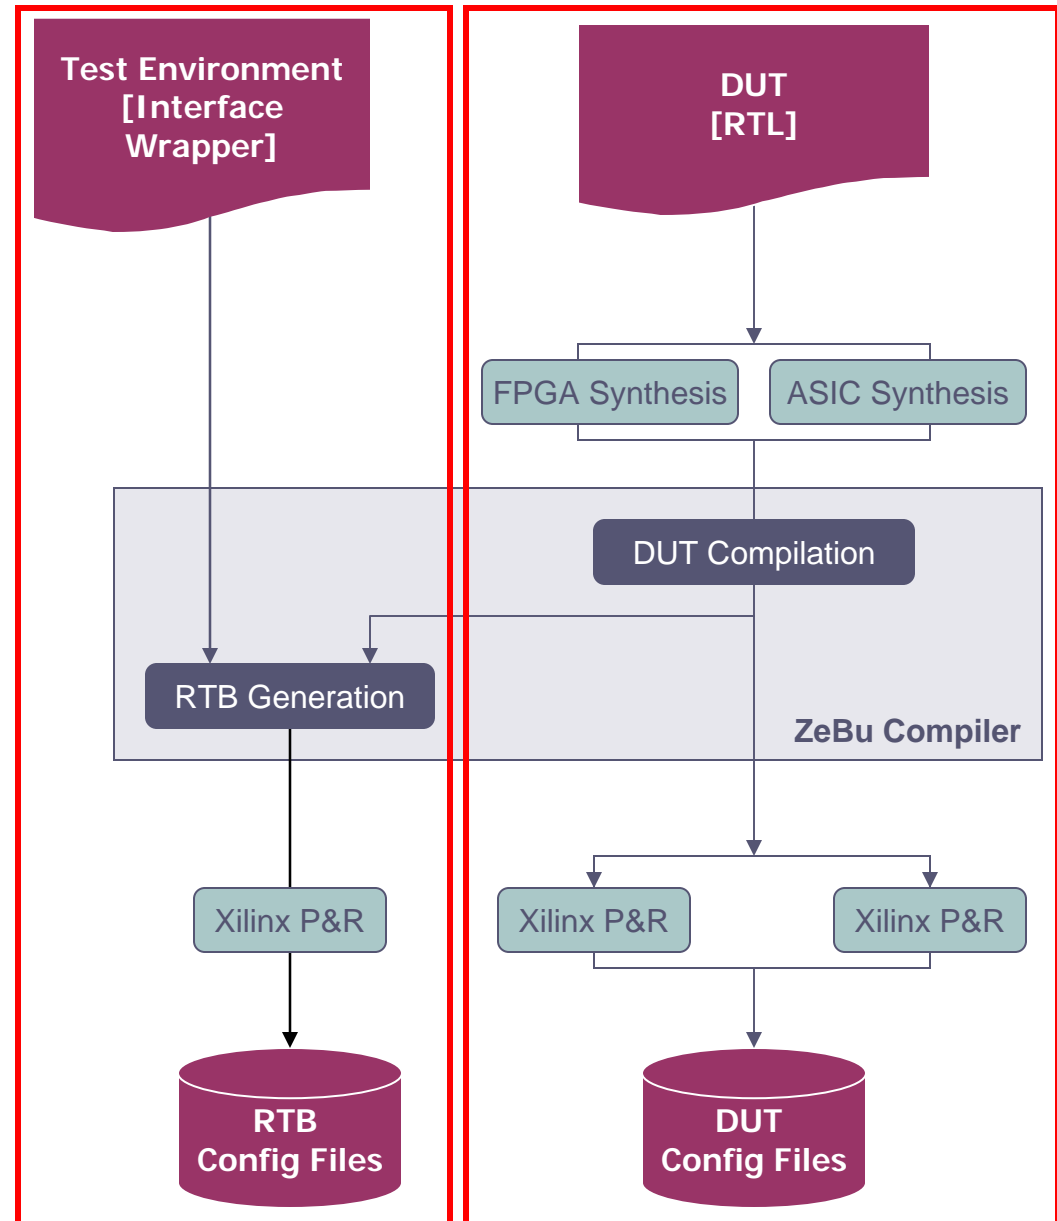 Test Environment
[Interface
Wrapper]
DUT
[RTL]
FPGA Synthesis
ASIC Synthesis
DUT Compilation
RTB Generation
ZeBu Compiler
Xilinx P&R
Xilinx P&R
Xilinx P&R
RTB
Config Files
DUT
Config Files